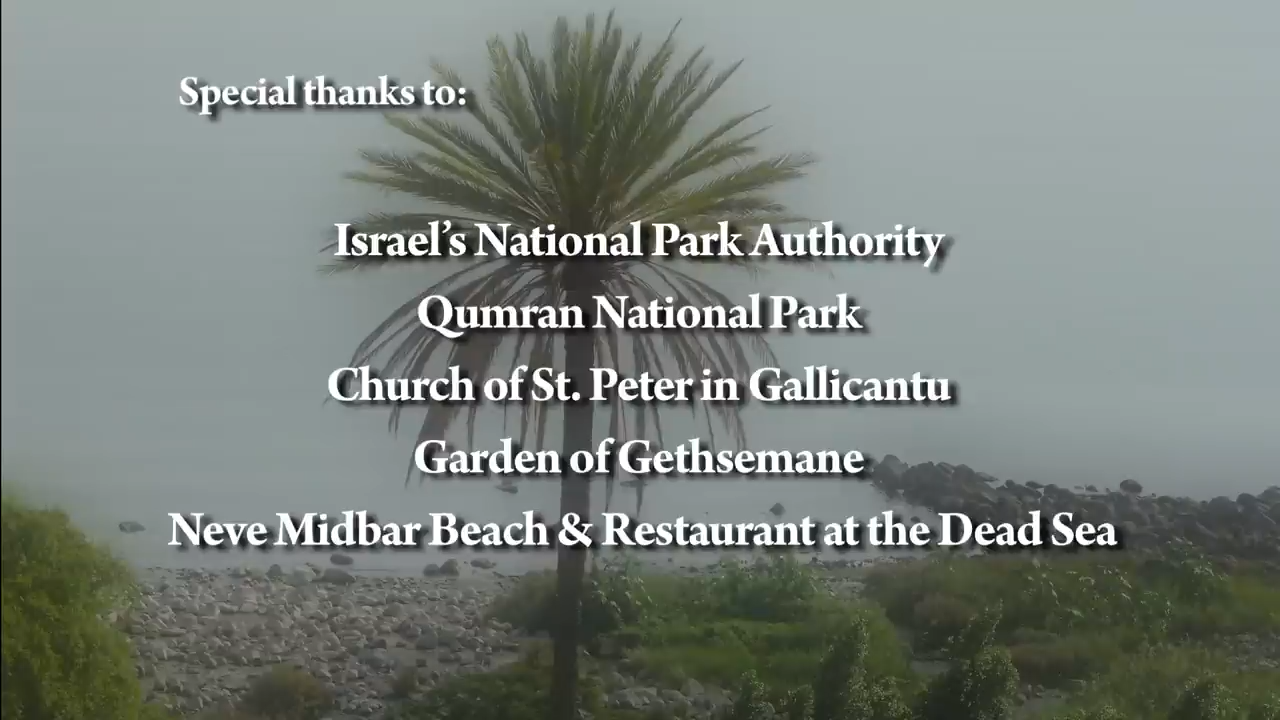 Special thanks to:
Israel's National Park Authority
Qumran National Park
Church of St. Peter in Gallicantu
Garden of Gethsemane
Neve Midbar Beach & Restaurant at the Dead Sea